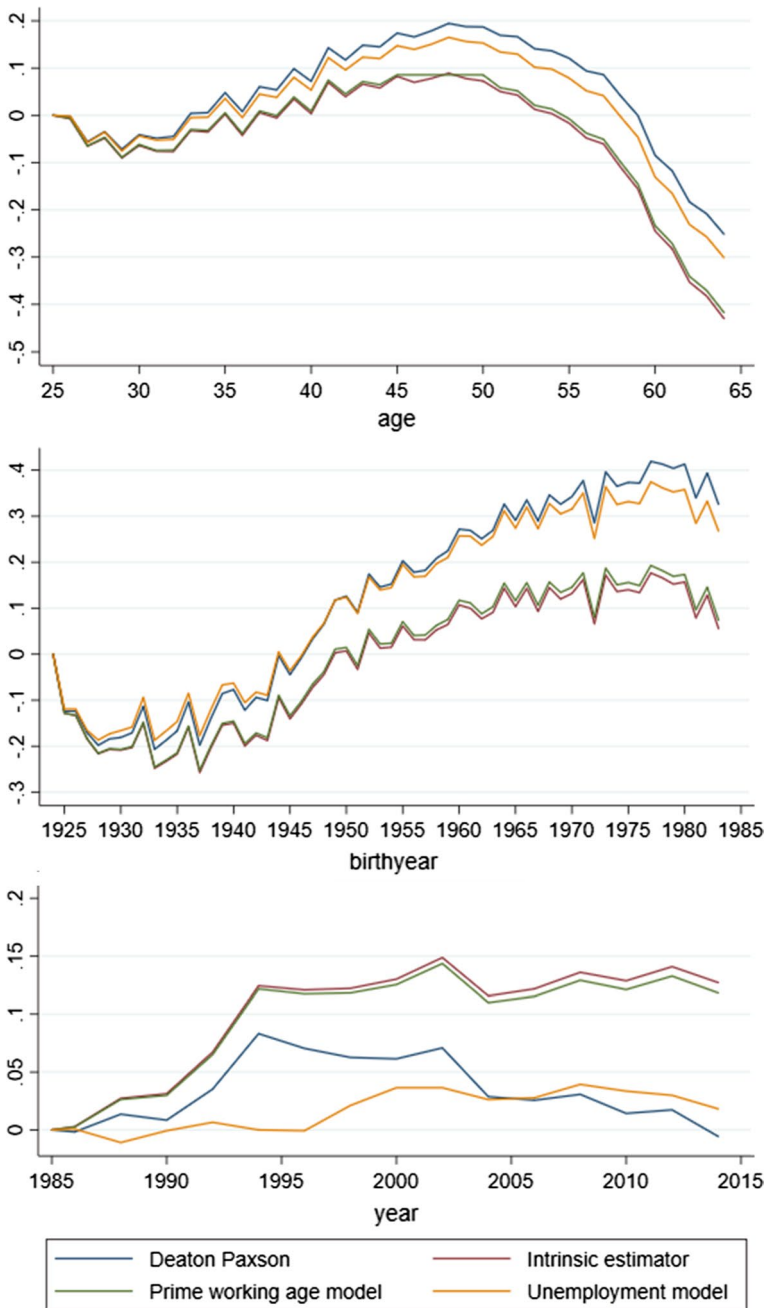 .2
.1
0
-.1
-.2
-.3
-.4
-.5
25 30 35 40 45 50 55 60 65
age
.4
.3
.2
.1
0
-.1
-.2
-.3
1925 1930 1935 1940 1945 1950 1955 1960 1965 1970 1975 1980 1985
birthyear
.2
.15
.1
.05
0
1985 1990 1995 2000 2005 2010 2015
year
Deaton Paxson Intrinsic estimator
Prime working age model Unemployment model